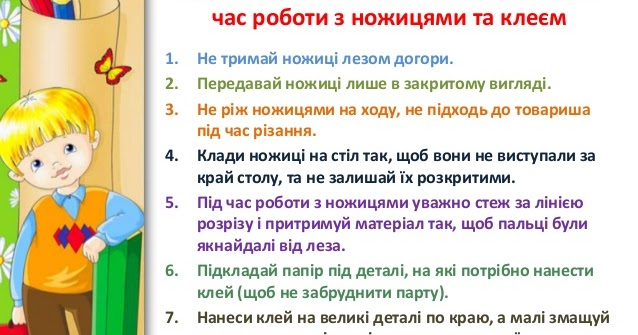 час роботи з ножицями та клеєм
1. Не тримай ножиці лезом догори.
2. Передавай ножиці лише в закритому вигляді.
3. Не ріж ножицями на ходу, не підходь до товариша
під час різання.
4. Клади ножиці на стіл так, щоб вони не виступали за
край столу, та не залишай їх розкритими.
5. Під час роботи з ножицями уважно стеж за лінією
розрізу і притримуй матеріал так, щоб пальці були
якнайдалі від леза.
6. Підкладай папір під деталі, на які потрібно нанести
клей (щоб не забруднити парту).
7. Нанеси клей на великі деталі по краю, а малі змащуй